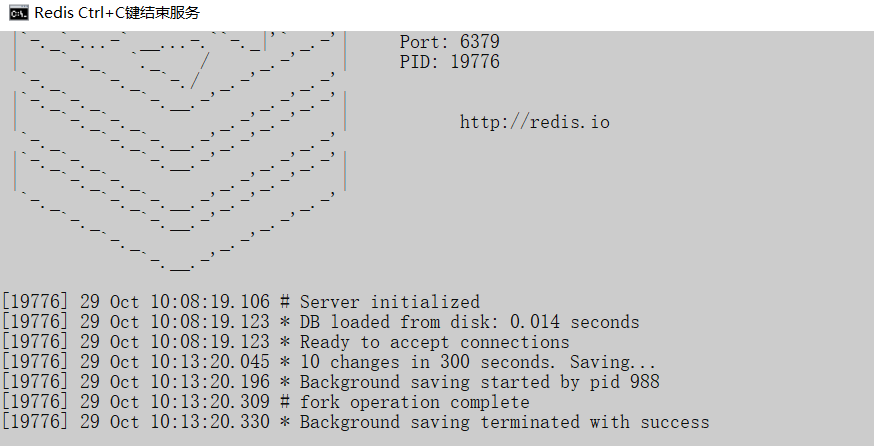 Redis Ctrl+C键结束服务
Port: 6379
PID: 19776
http://redis.io
[19776] 29 Oct 10:08:19.106 # Server initialized
[19776] 29 Oct 10:08:19.123 * DB loaded from disk: 0.014 seconds
[19776] 29 Oct 10:08:19.123 * Ready to accept connections
[19776] 29 Oct 10:13:20.045 * 10 changes in 300 seconds. Saving...
[19776] 29 Oct 10:13:20.196 * Background saving started by pid 988
[19776] 29 Oct 10:13:20.309 # fork operation complete
[19776] 29 Oct 10:13:20.330 * Background saving terminated with success